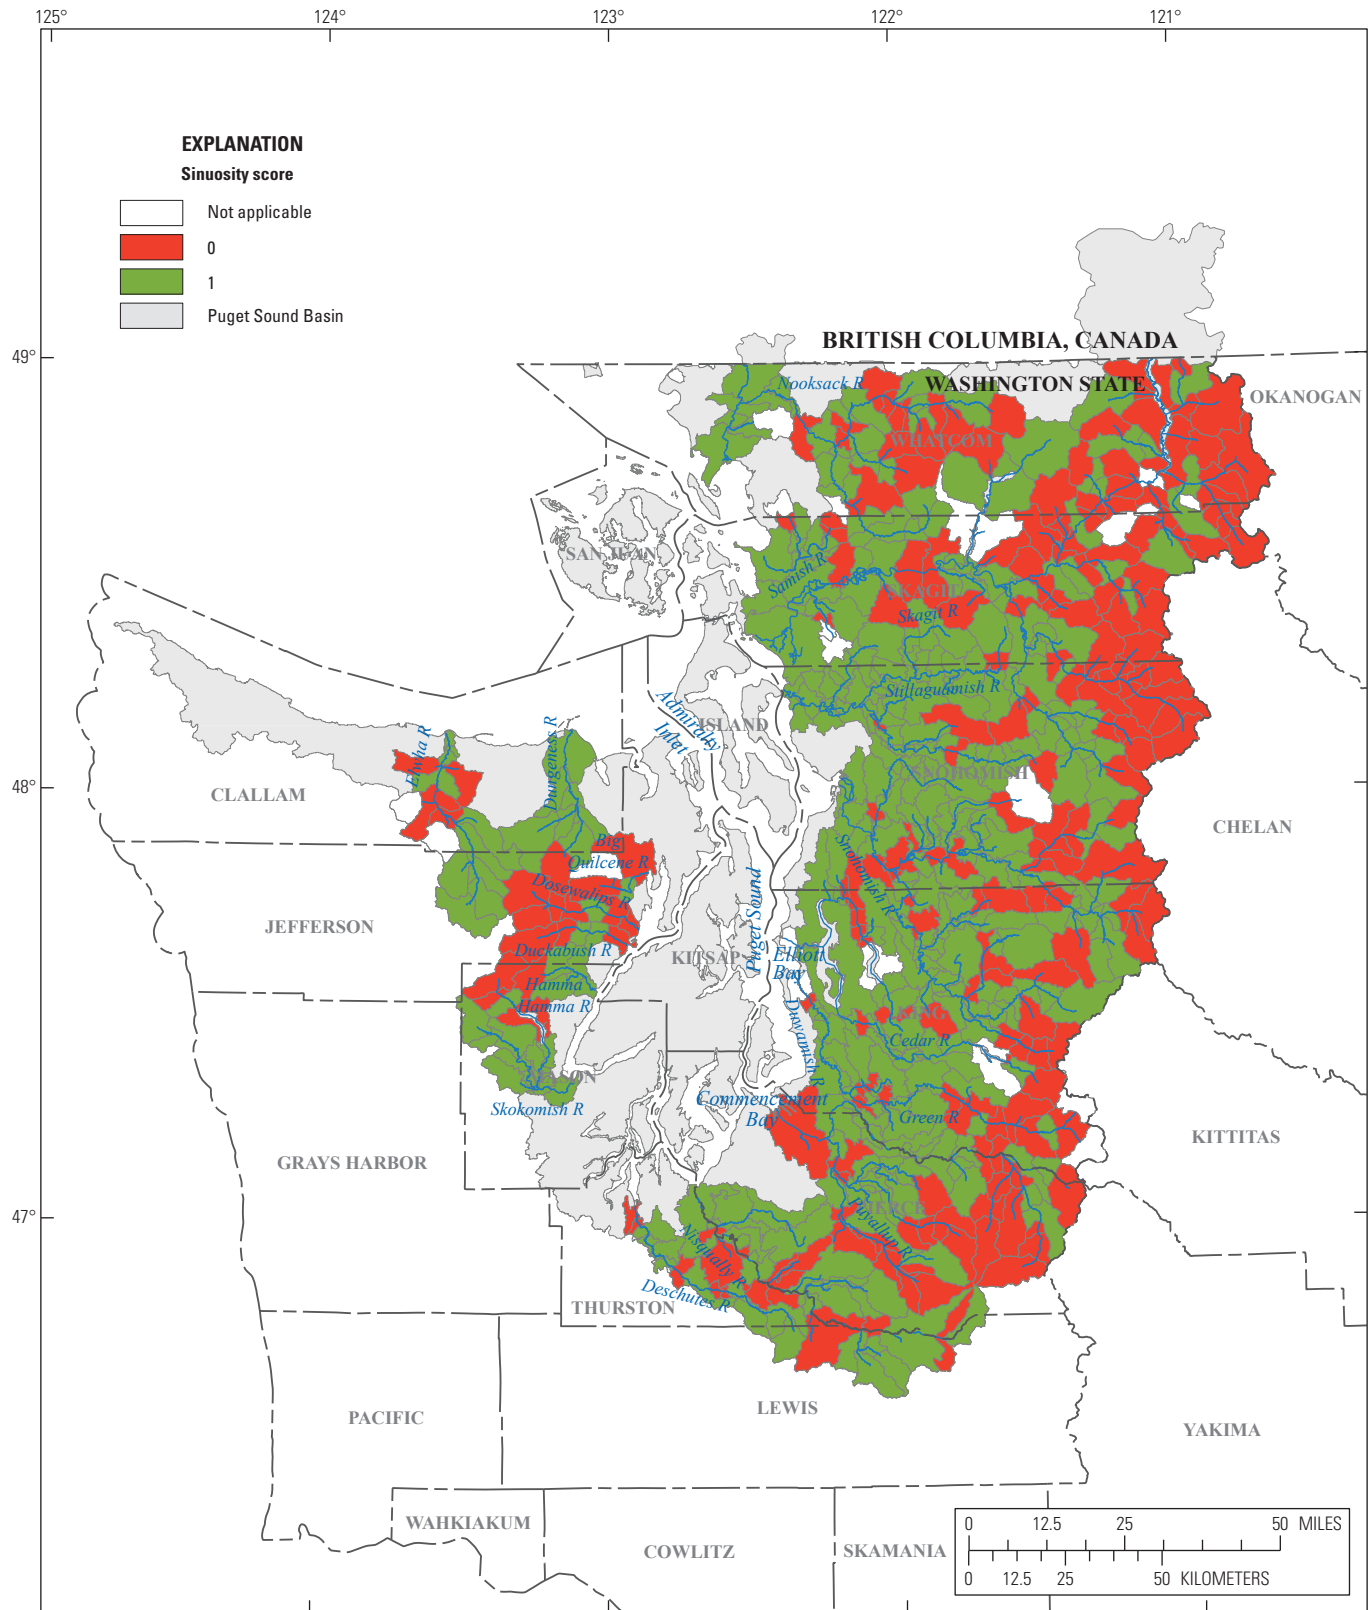 125° 124° 123° 122° 121°
EXPLANATION
Sinuosity score
Not applicable
0
1
Puget Sound Basin
49°
48°
47°
BRITISH COLUMBIA, CANADA
WASHINGTON STATE
Nooksack R
OKANOGAN
WHATCOM
SAN JUAN
Samish R
SKAGIT
Skagit R
Stillaguamish R
Admiralty
Inlet
ISLAND
Elwha R
Dungeness R
SNOHOMISH
CLALLAM
CHELAN
Big
Quilcene R
Snohomish R
Dosewalips R
JEFFERSON
Puget Sound
Duckabush R
KITSAP
Elliott
Bay
Hamma
Hamma R
KING
Duwamish R
Cedar R
MASON
Skokomish R
Commencement
Bay
Green R
KITTITAS
GRAYS HARBOR
PIERCE
Puyallup R
Nisqually R
Deschutes R
THURSTON
PACIFIC
LEWIS
YAKIMA
WAHKIAKUM
COWLITZ
SKAMANIA
0 12.5 25 50 MILES
0 12.5 25 50 KILOMETERS